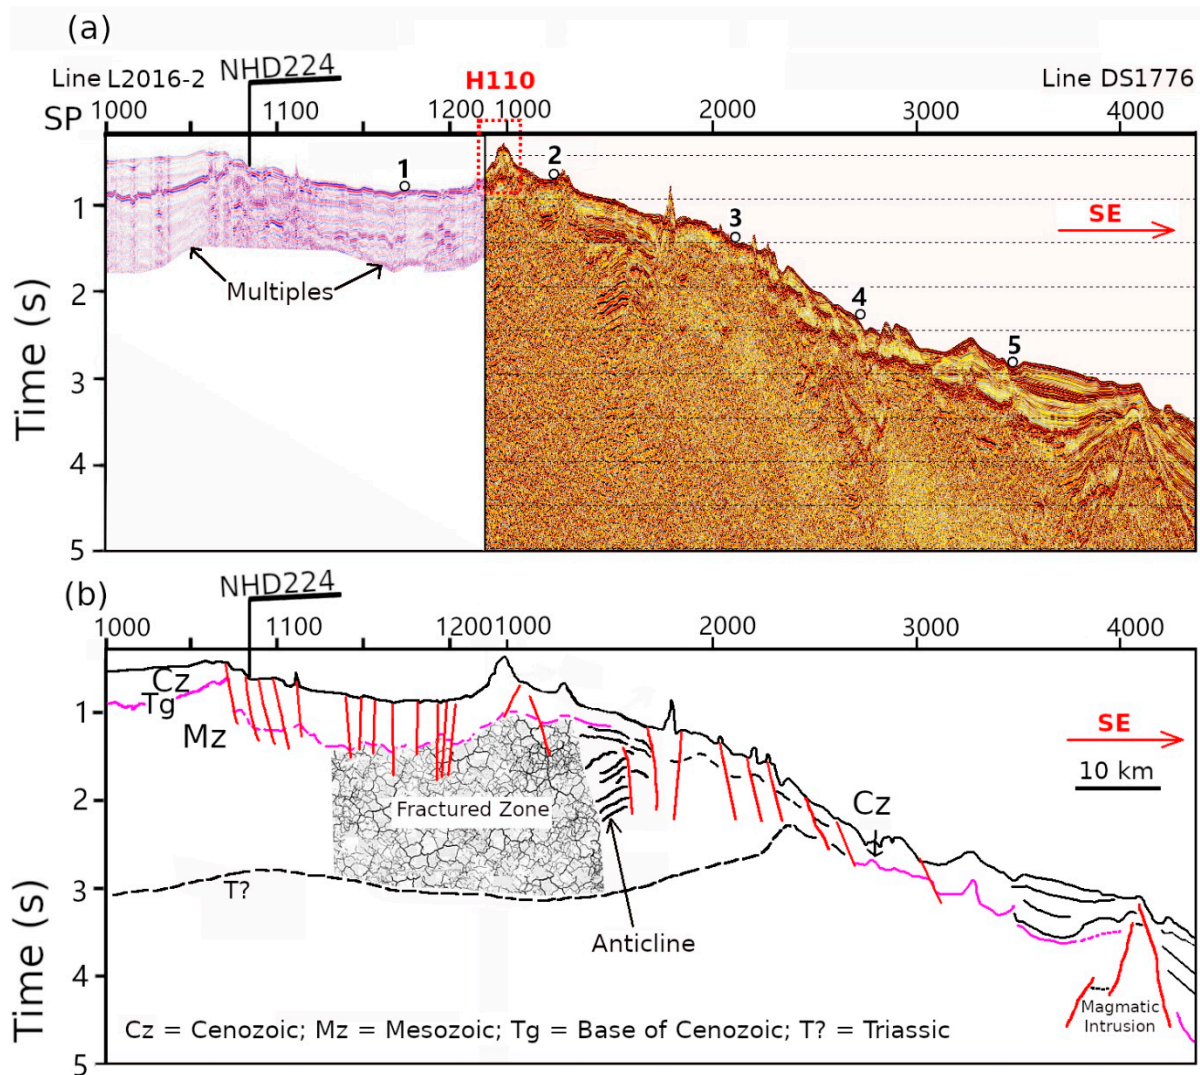 (a)
Line L2016-2
NHD224
H110
Line DS1776
SP
1000
1100
1200
1000
2000
3000
4000
1
2
3
4
5
SE
Multiples
Time (s)
1
2
3
4
5
(b)
NHD224
1000
1100
1200
1000
2000
3000
4000
Cz
Tg
Mz
SE
10 km
Cz
Fractured Zone
T?
Anticline
Magmatic
Intrusion
Time (s)
1
2
3
4
5
Cz = Cenozoic; Mz = Mesozoic; Tg = Base of Cenozoic; T? = Triassic